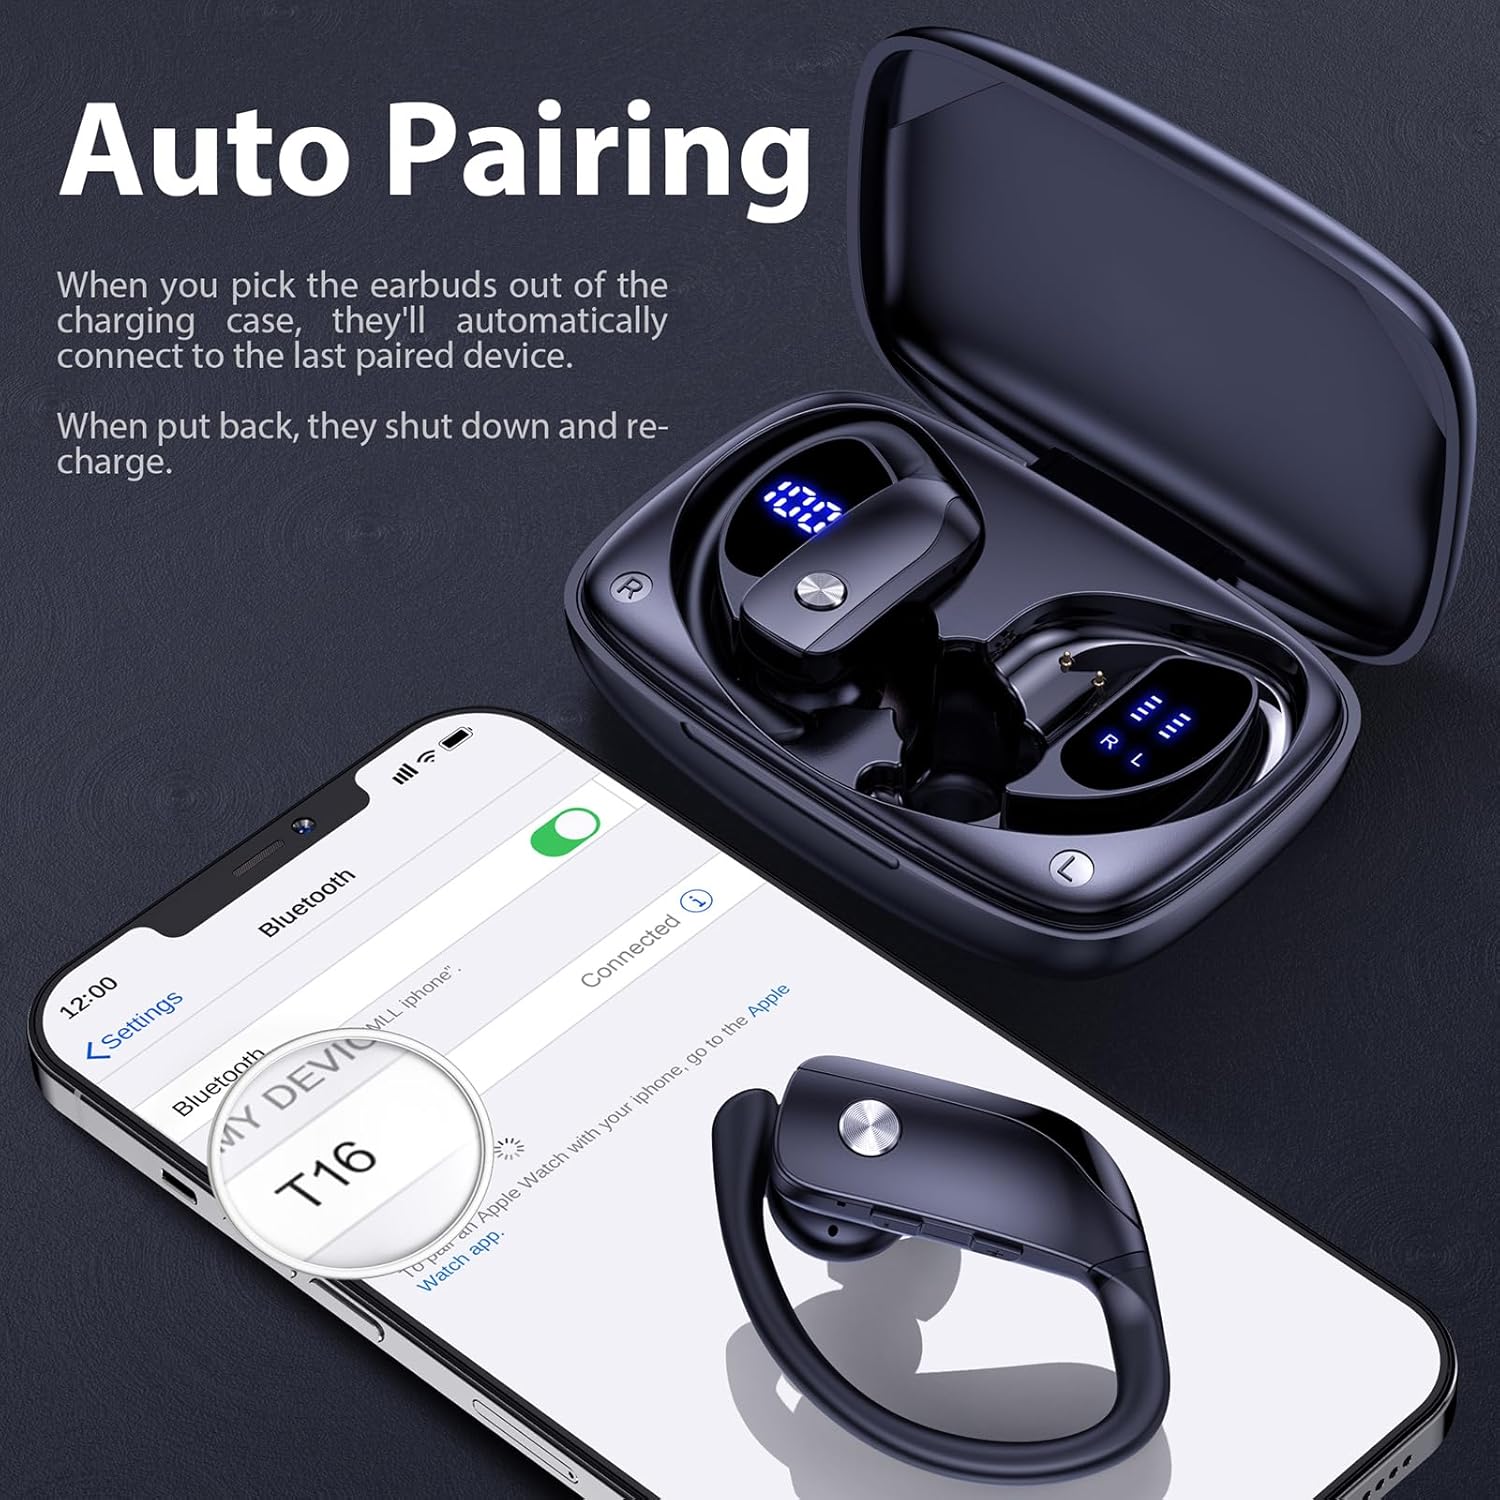 Auto Pairing
When you pick the earbuds out of the
charging case, they'll automatically
connect to the last paired device.
When put back, they shut down and re-
charge.
100
R
R L
L
12:00
Settings
Bluetooth
Bluetooth
MY DEVIC
MLL iphone".
T16
Connected
i
To pair an Apple Watch with your iphone, go to the Apple
Watch app.